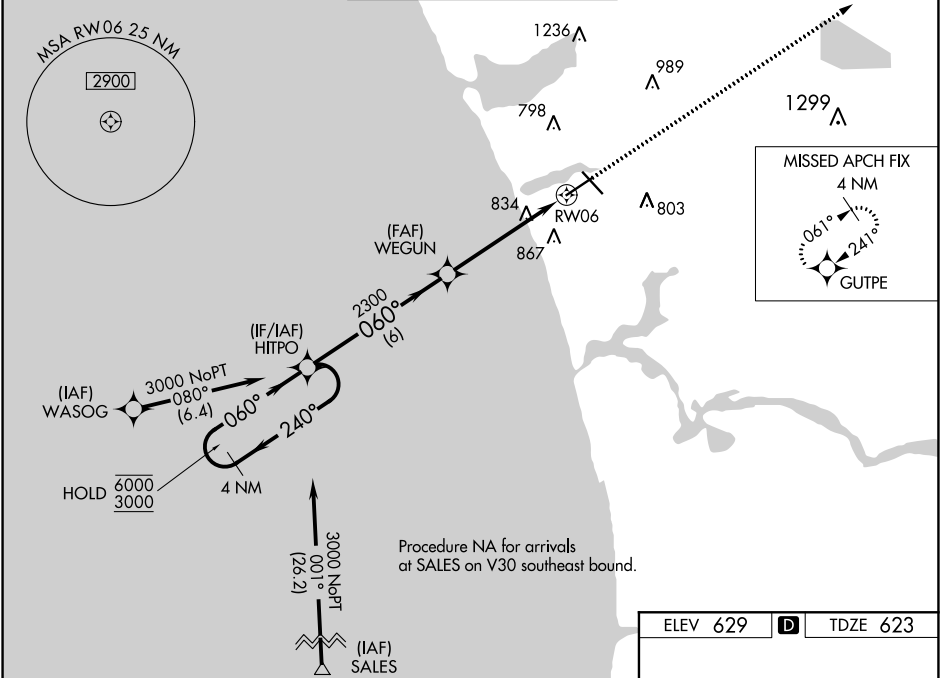 MSA RW06 25 NM
2900
1236
989
798
1299
MISSED APCH FIX
4 NM
061°
241°
GUTPE
834
RW06
803
867
(FAF)
WEGUN
2300
060°
(6)
(IF/IAF)
HITPO
(IAF)
WASOG
3000 NoPT
080°
(6.4)
060°
240°
HOLD
6000
3000
4 NM
3000 NoPT
001°
(26.2)
Procedure NA for arrivals
at SALES on V30 southeast bound.
(IAF)
SALES
ELEV 629 D TDZE 623